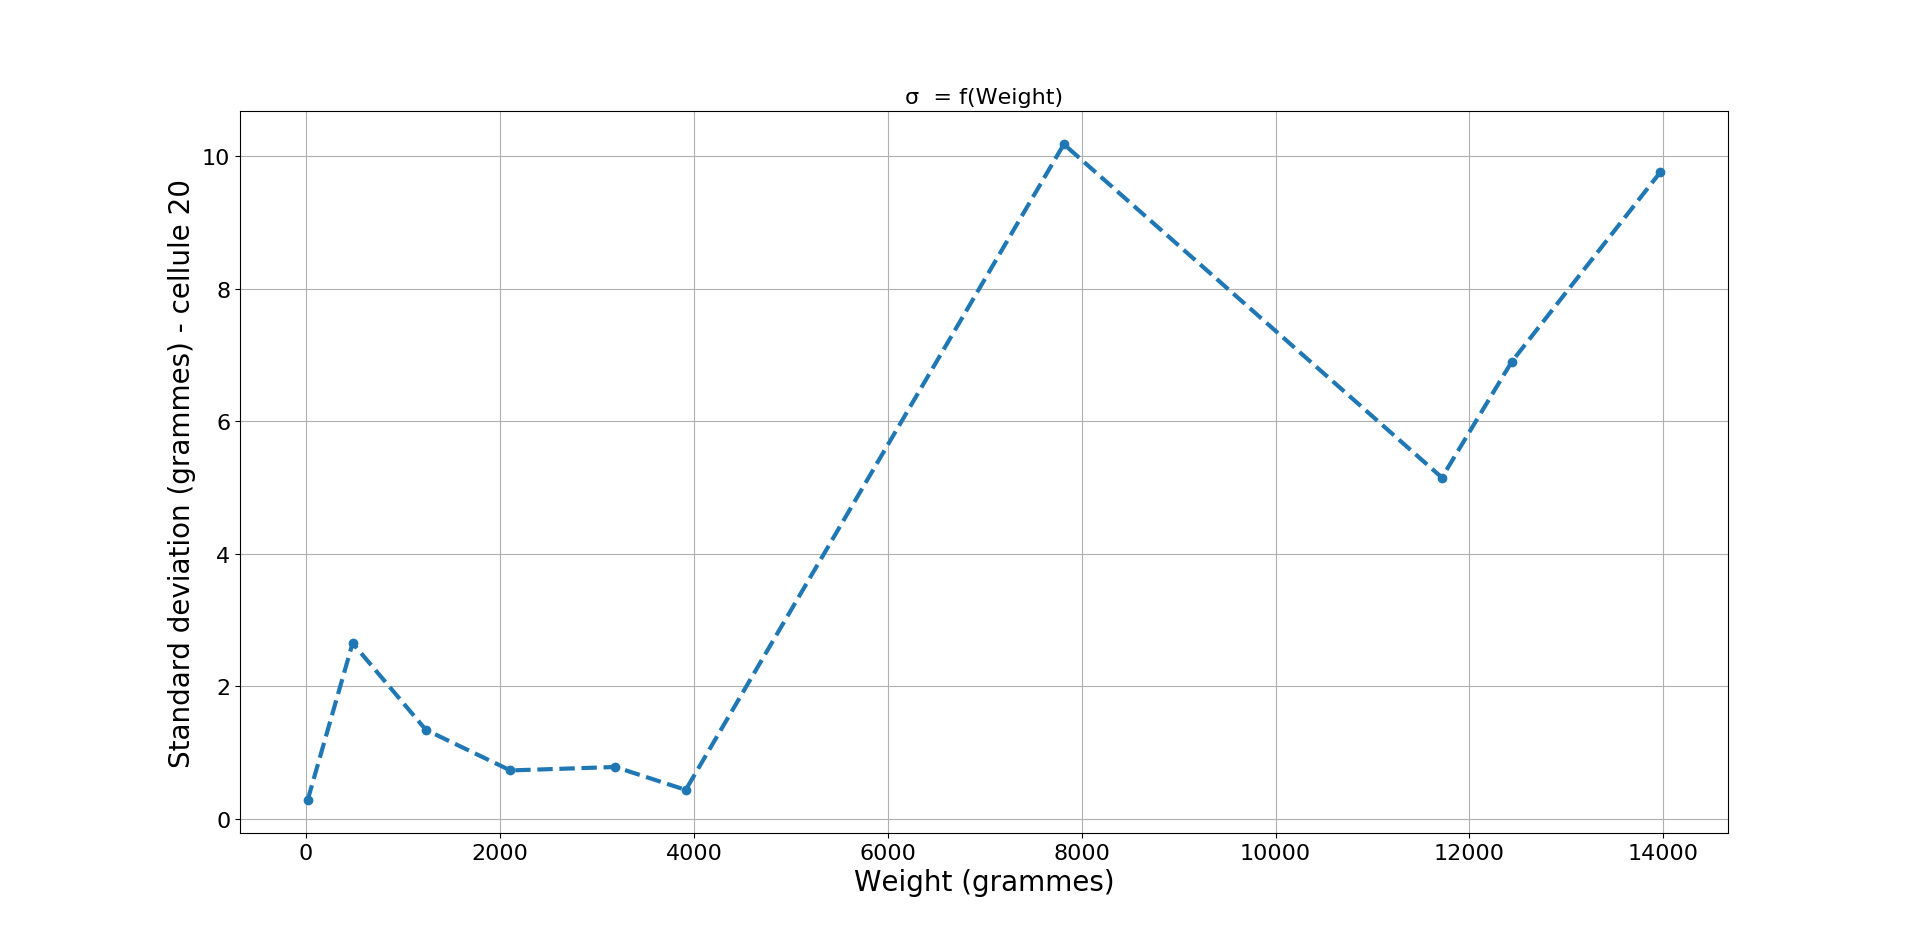 σ = f(Weight)
Standard deviation (grammes) - cellule 20
10
8
6
4
2
0
0 2000 4000 6000 8000 10000 12000 14000
Weight (grammes)